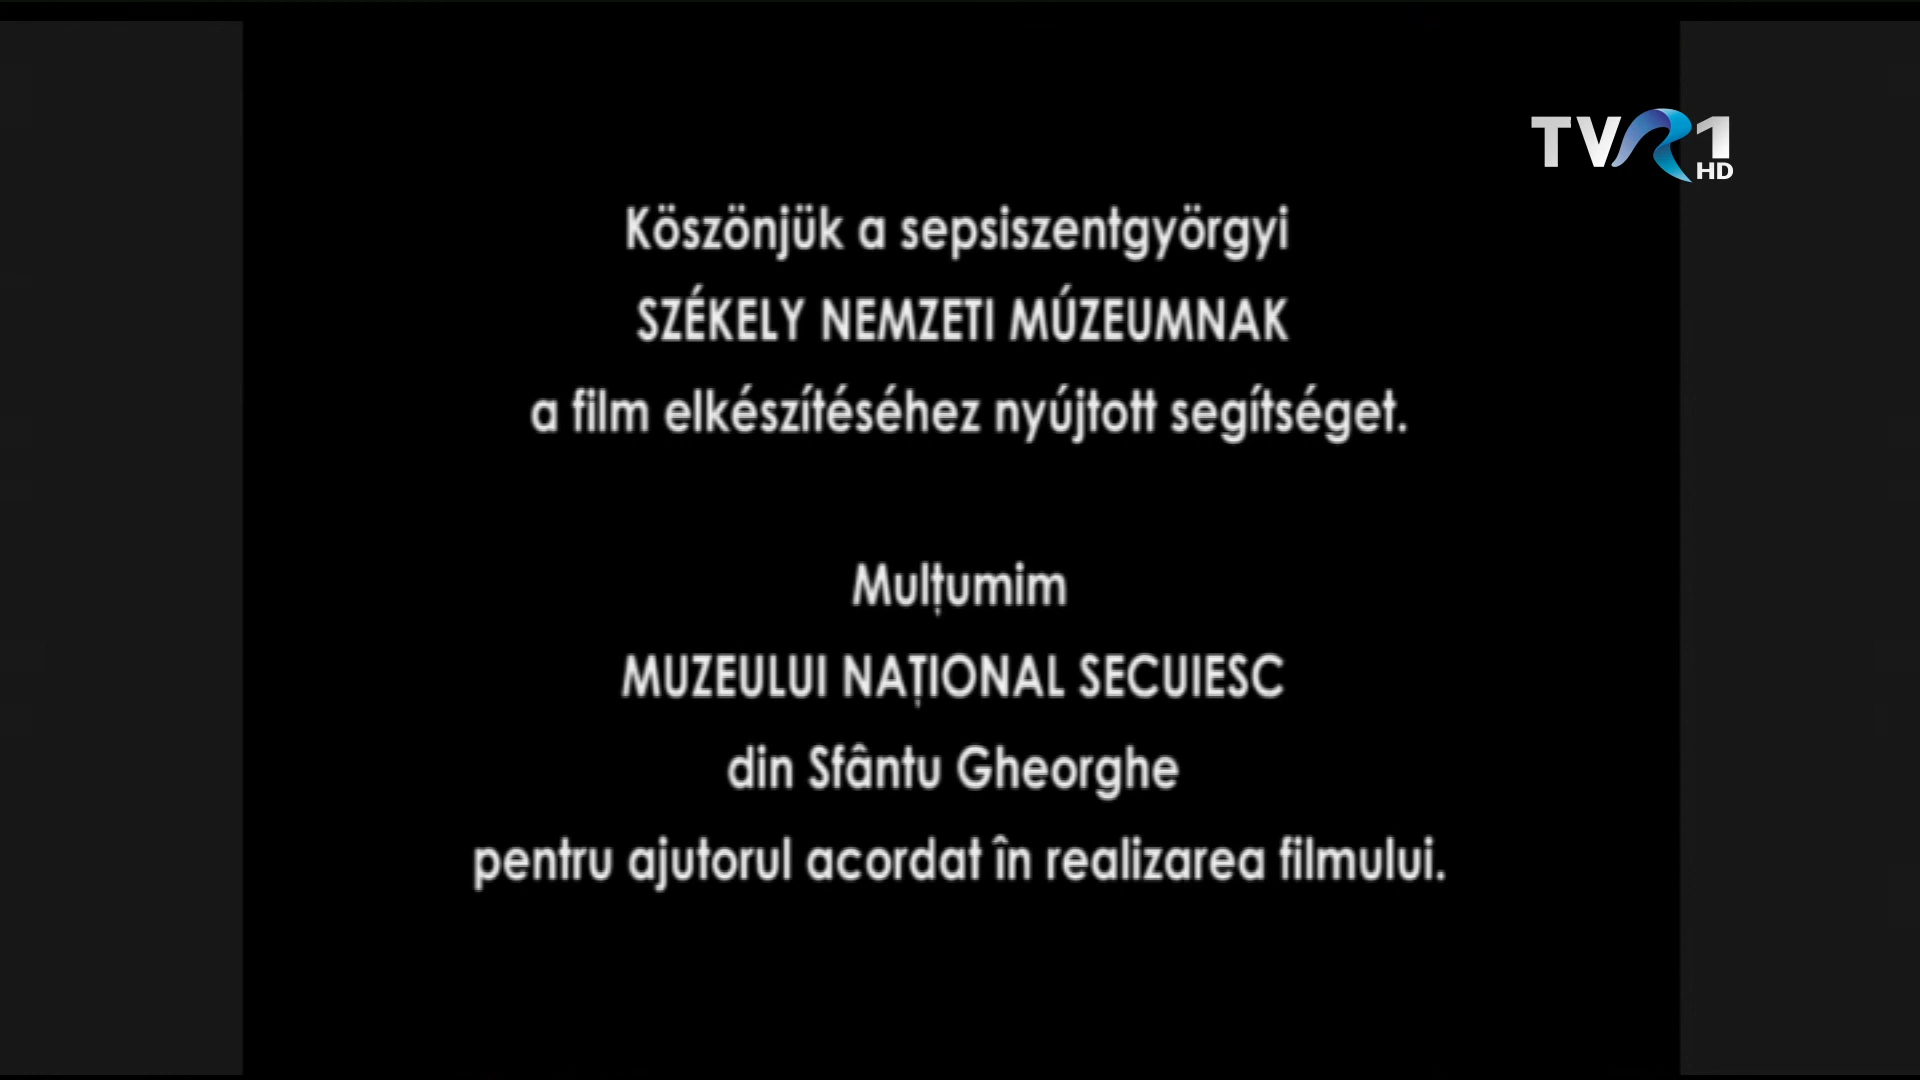 TVR1
HD
Köszönjük a sepsiszentgyörgyi
SZÉKELY NEMZETI MÚZEUMNAK
a film elkészítéséhez nyújtott segítséget.
Mulțumim
MUZEULUI NAȚIONAL SECUIESC
din Sfântu Gheorghe
pentru ajutorul acordat în realizarea filmului.